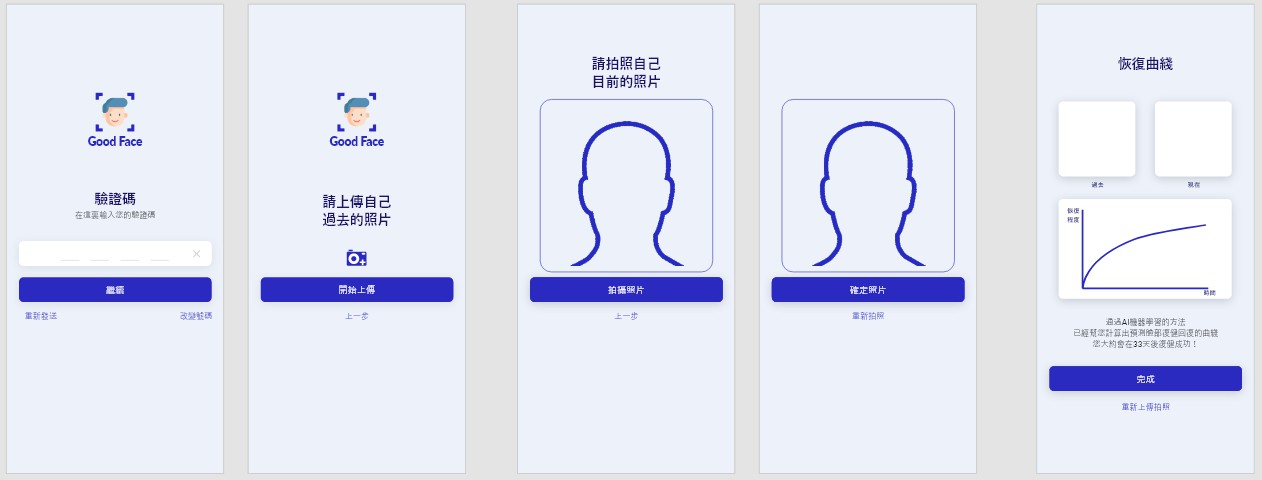 Good Face
驗證碼
在這裏輸入您的驗證碼
繼續
重新發送
改變號碼
Good Face
請上傳自己
過去的照片
開始上傳
上一步
請拍照自己
目前的照片
拍攝照片
上一步
確定照片
重新拍照
恢復曲綫
過去
現在
恢復
程度
時間
通過AI機器學習的方法
已經幫您計算出預測臉部復健回復的曲綫
您大約會在33天後復健成功！
完成
重新上傳拍照